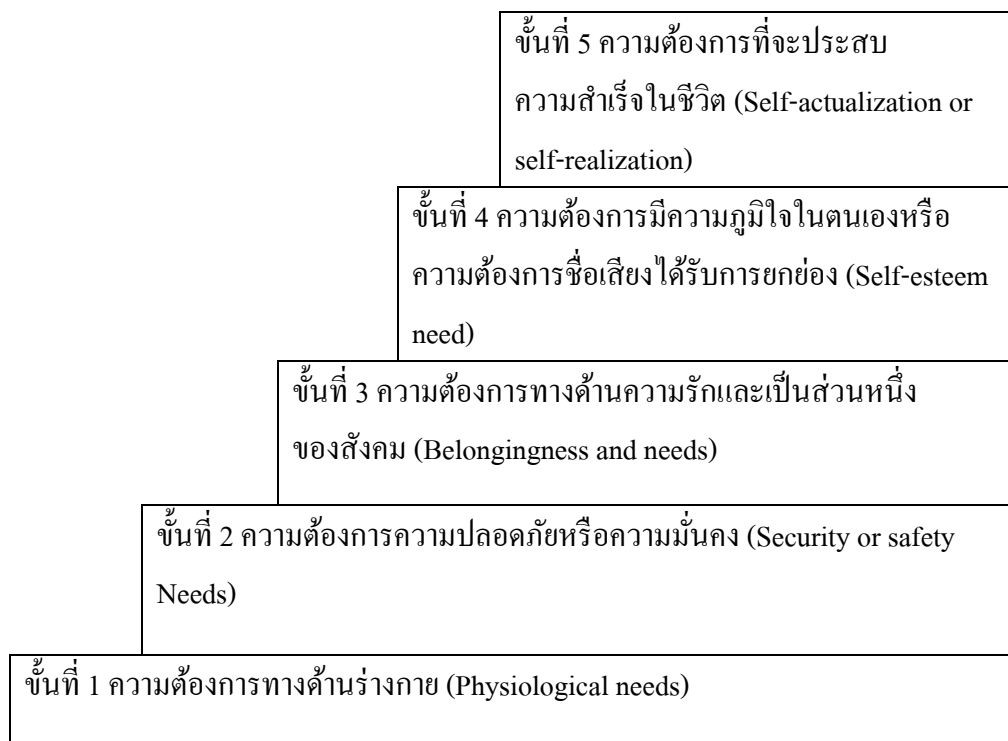 ขั้นที่ 5 ความต้องการที่จะประสบ
ความสำเร็จในชีวิต (Self-actualization or
self-realization)
ขั้นที่ 4 ความต้องการมีความภูมิใจในตนเองหรือ
ความต้องการชื่อเสียงได้รับการยกย่อง (Self-esteem
need)
ขั้นที่ 3 ความต้องการทางด้านความรักและเป็นส่วนหนึ่ง
ของสังคม (Belongingness and needs)
ขั้นที่ 2 ความต้องการความปลอดภัยหรือความมั่นคง (Security or safety
Needs)
ขั้นที่ 1 ความต้องการทางด้านร่างกาย (Physiological needs)